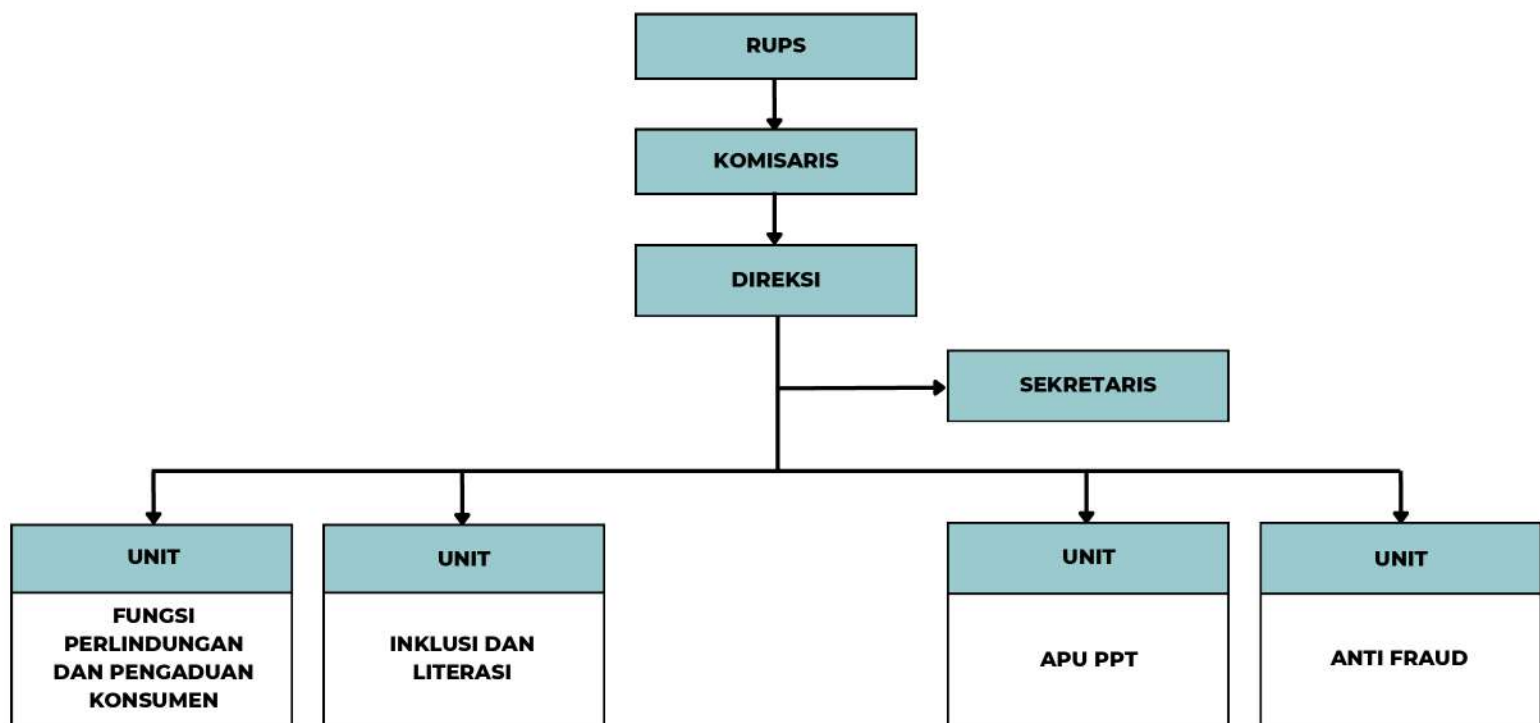 RUPS
KOMISARIS
DIREKSI
SEKRETARIS
UNIT
FUNGSI
PERLINDUNGAN
DAN PENGADUAN
KONSUMEN
UNIT
INKLUSI DAN
LITERASI
UNIT
APU PPT
UNIT
ANTI FRAUD